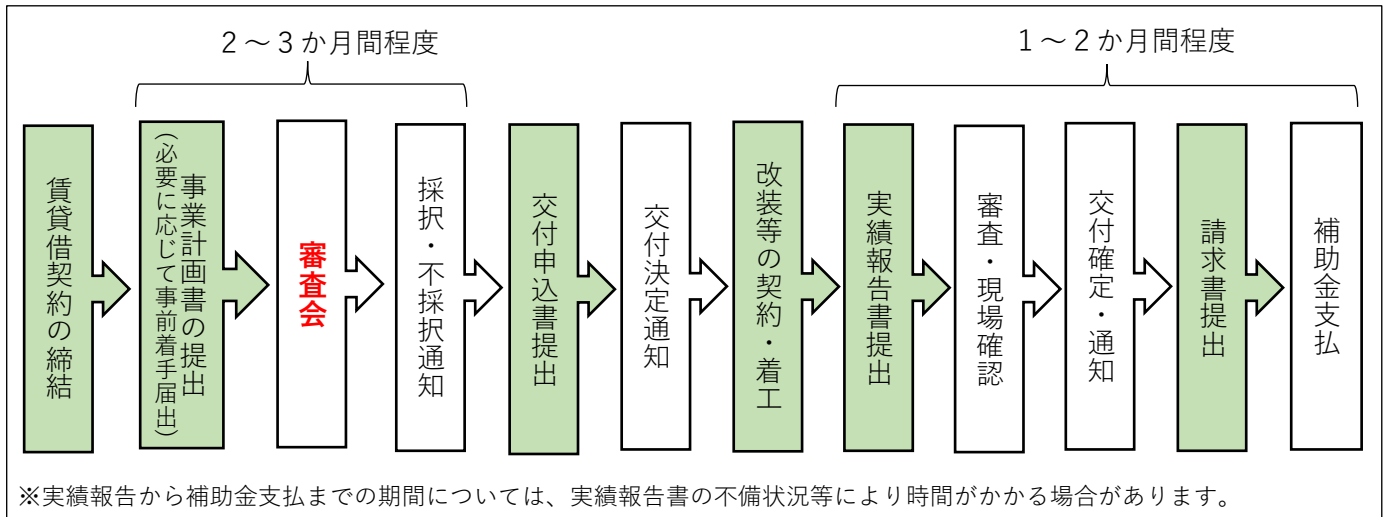 2～3か月間程度
1～2か月間程度
賃貸借契約の締結
事業計画書の提出
(必要に応じて事前着手届出)
審査会
採択・不採択通知
交付申込書提出
交付決定通知
改装等の契約・着工
実績報告書提出
審査・現場確認
交付確定・通知
請求書提出
補助金支払
※実績報告から補助金支払までの期間については、実績報告書の不備状況等により時間がかかる場合があります。